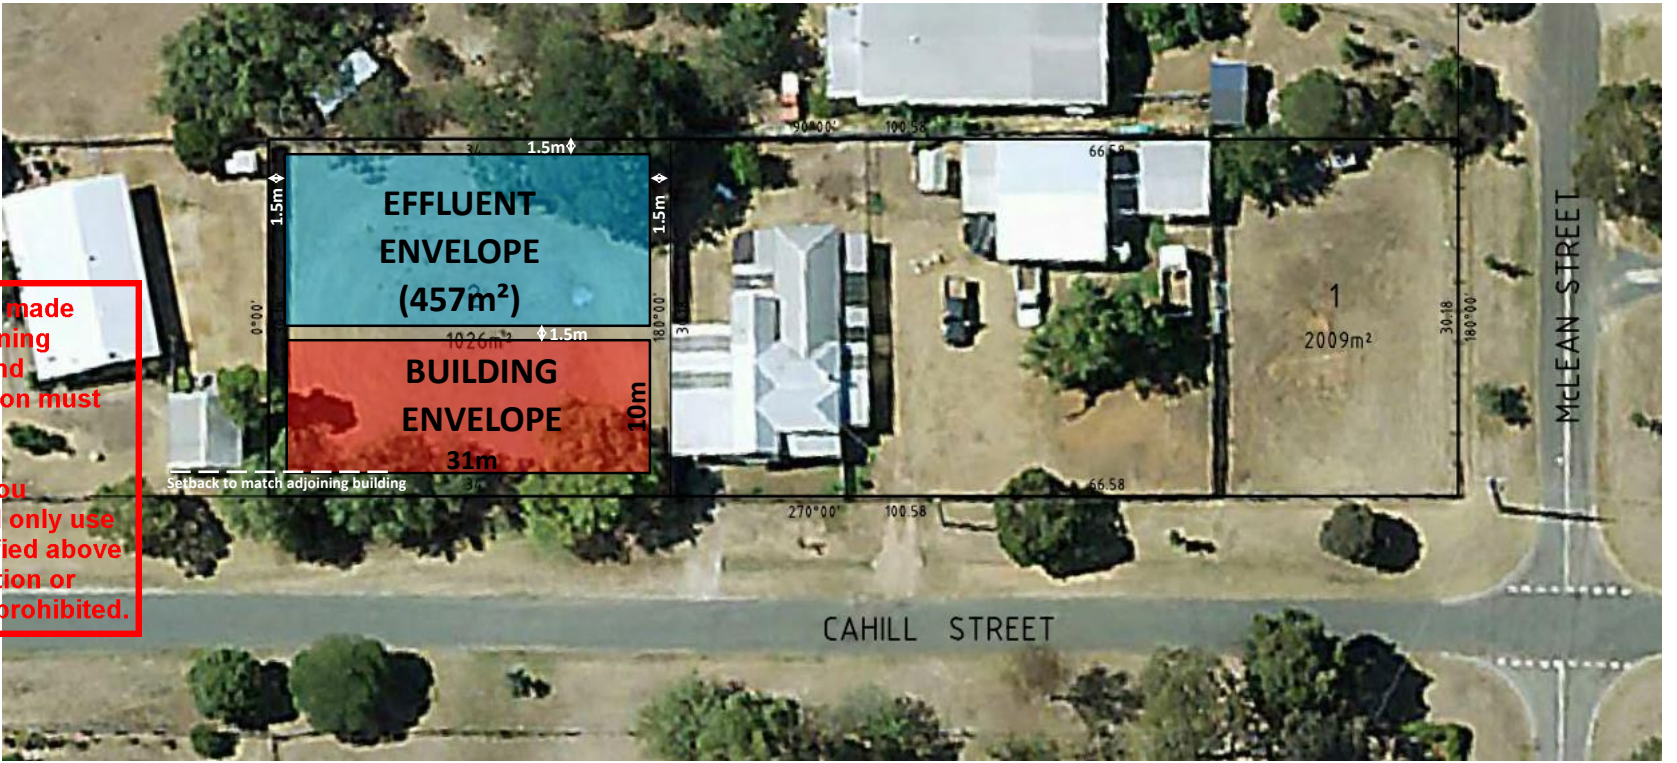 90°00'
100.58
34
1.5m
66.58
1.5m
1.5m
EFFLUENT
ENVELOPE
(457m²)
0°00'
180°00'
1
2009m²
30.18
180°00'
McLEAN STREET
1.5m
1026m²
BUILDING
ENVELOPE
10m
31m
Setback to match adjoining building
34
66.58
270°00'
100.58
made
ning
nd
on must
ou
only use
fied above
tion or
prohibited.
CAHILL STREET